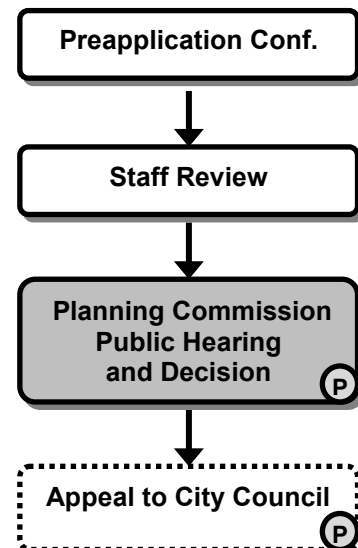 Preapplication Conf.
Staff Review
Planning Commission
Public Hearing
and Decision
P
Appeal to City Council
P